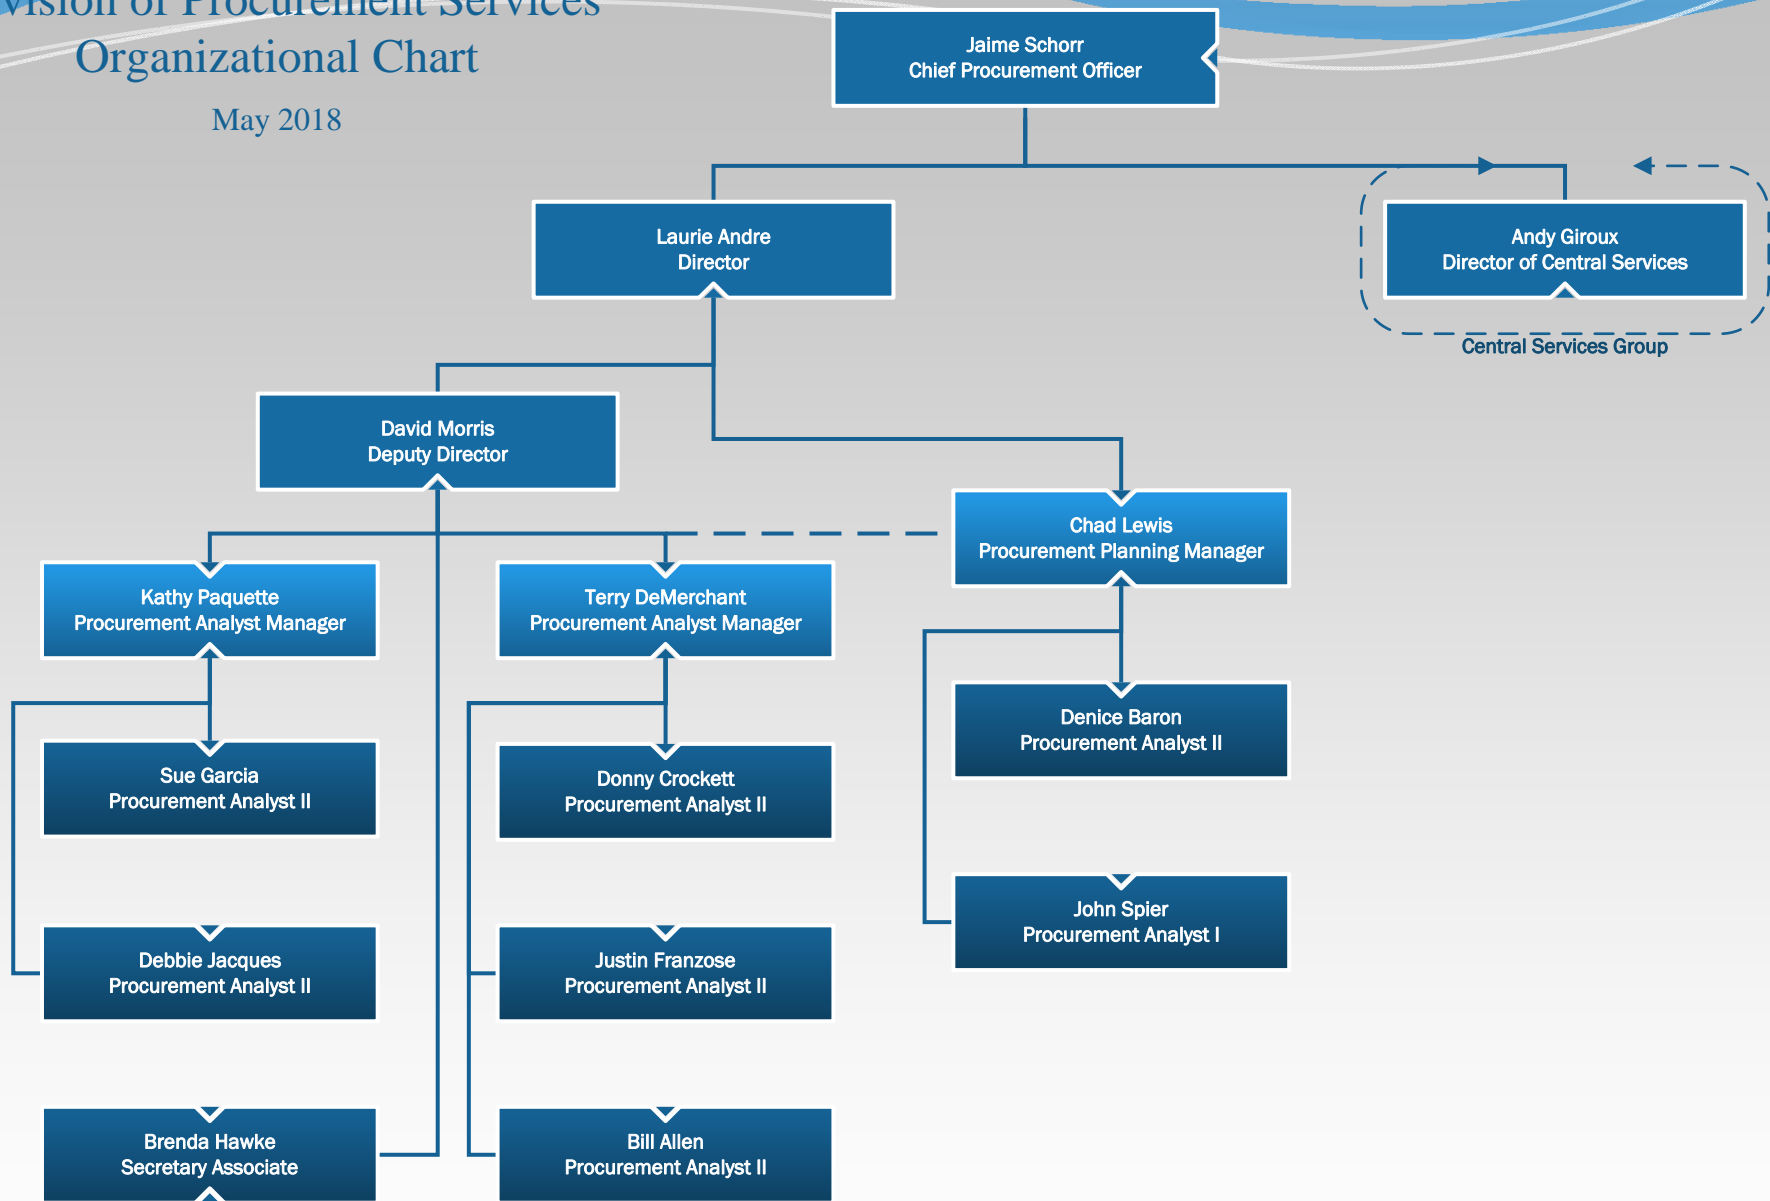 vision of Procurement Services
Organizational Chart
May 2018
Jaime Schorr
Chief Procurement Officer
Laurie Andre
Director
Andy Giroux
Director of Central Services
Central Services Group
David Morris
Deputy Director
Chad Lewis
Procurement Planning Manager
Kathy Paquette
Procurement Analyst Manager
Terry DeMerchant
Procurement Analyst Manager
Denice Baron
Procurement Analyst II
Sue Garcia
Procurement Analyst II
Donny Crockett
Procurement Analyst II
John Spier
Procurement Analyst I
Debbie Jacques
Procurement Analyst II
Justin Franzose
Procurement Analyst II
Brenda Hawke
Secretary Associate
Bill Allen
Procurement Analyst II